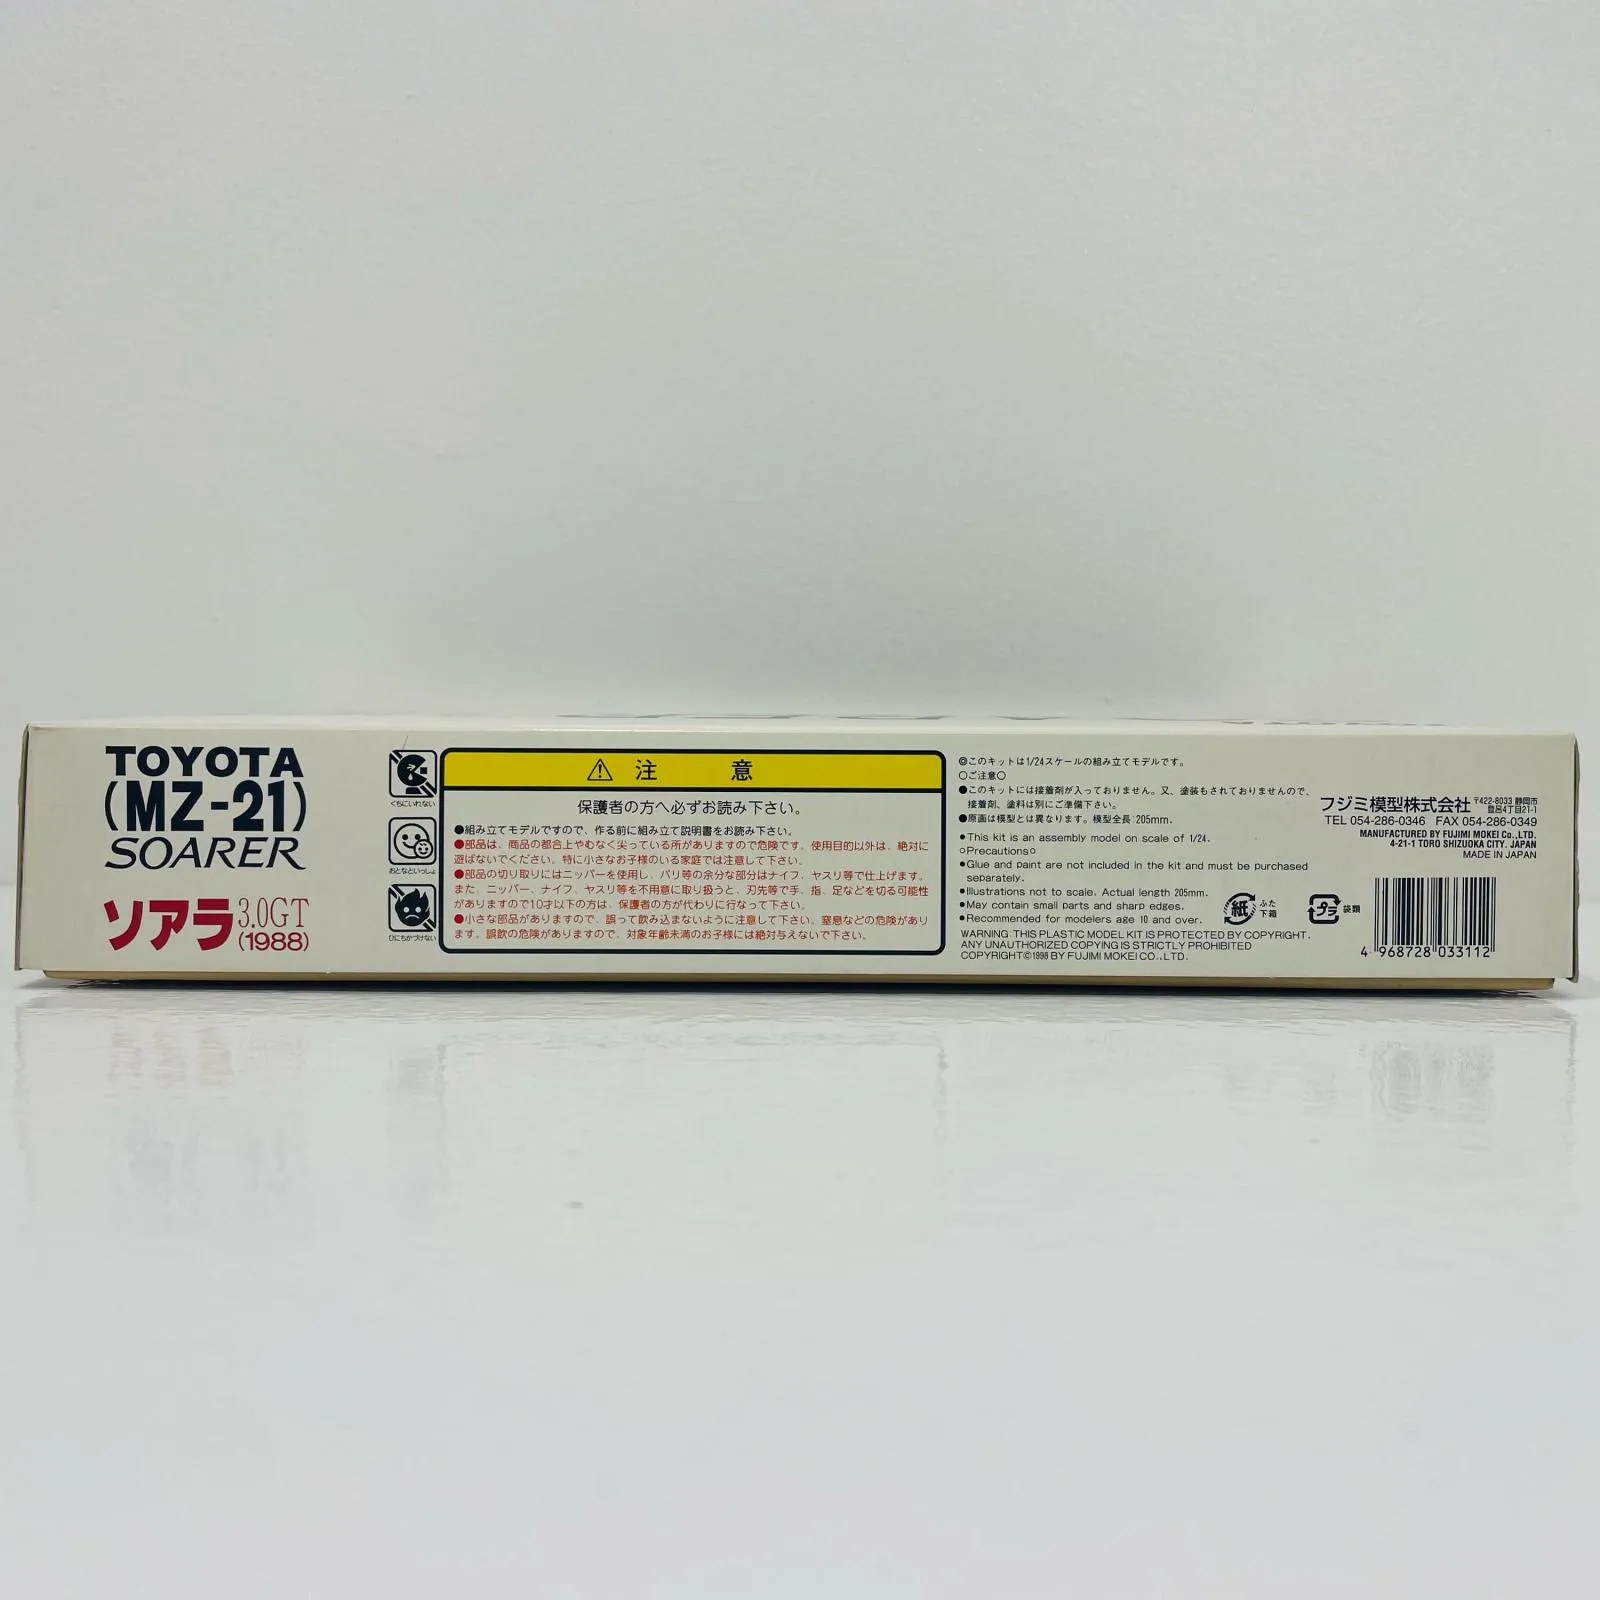 TOYOTA
(MZ-21)
SOARER
ソアラ3.0GT
(1988)
くちにいれない
おとなといっしょ
ひにちかづけない
注 意
保護者の方へ必ずお読み下さい。
●組み立てモデルですので、作る前に組み立て説明書をお読み下さい。
●部品は、商品の都合上やむなく尖っている所がありますので危険です。使用目的以外は、絶対に
遊ばないでください。特に小さなお子様のいる家庭では注意して下さい。
●部品の切り取りにはニッパーを使用し、バリ等の余分な部分はナイフ、ヤスリ等で仕上げます。
また、ニッパー、ナイフ、ヤスリ等を不用意に取り扱うと、刃先等で手、指、足などを切る可能性
がありますので10才以下の方は、保護者の方が代わりに行なって下さい。
●小さな部品がありますので、誤って飲み込まないように注意して下さい。窒息などの危険があり
ます。誤飲の危険がありますので、対象年齢未満のお子様には絶対与えないで下さい。
◎このキットは1/24スケールの組み立てモデルです。
○ご注意○
●このキットには接着剤が入っておりません。又、塗装もされておりませんので、
接着剤、塗料は別にご準備下さい。
●原画は模型とは異なります。模型全長:205mm.
●This kit is an assembly model on scale of 1/24.
○Precautions○
●Glue and paint are not included in the kit and must be purchased
separately.
●Illustrations not to scale. Actual length 205mm.
●May contain small parts and sharp edges.
●Recommended for modelers age 10 and over.
WARNING: THIS PLASTIC MODEL KIT IS PROTECTED BY COPYRIGHT.
ANY UNAUTHORIZED COPYING IS STRICTLY PROHIBITED
COPYRIGHT©1998 BY FUJIMI MOKEI CO.,LTD.
紙 ふた
下箱
プラ 袋類
フジミ模型株式会社 〒422-8033 静岡市
登呂4丁目21-1
TEL 054-286-0346 FAX 054-286-0349
MANUFACTURED BY FUJIMI MOKEI Co.,LTD.
4-21-1 TORO SHIZUOKA CITY. JAPAN
MADE IN JAPAN
4 968728 033112